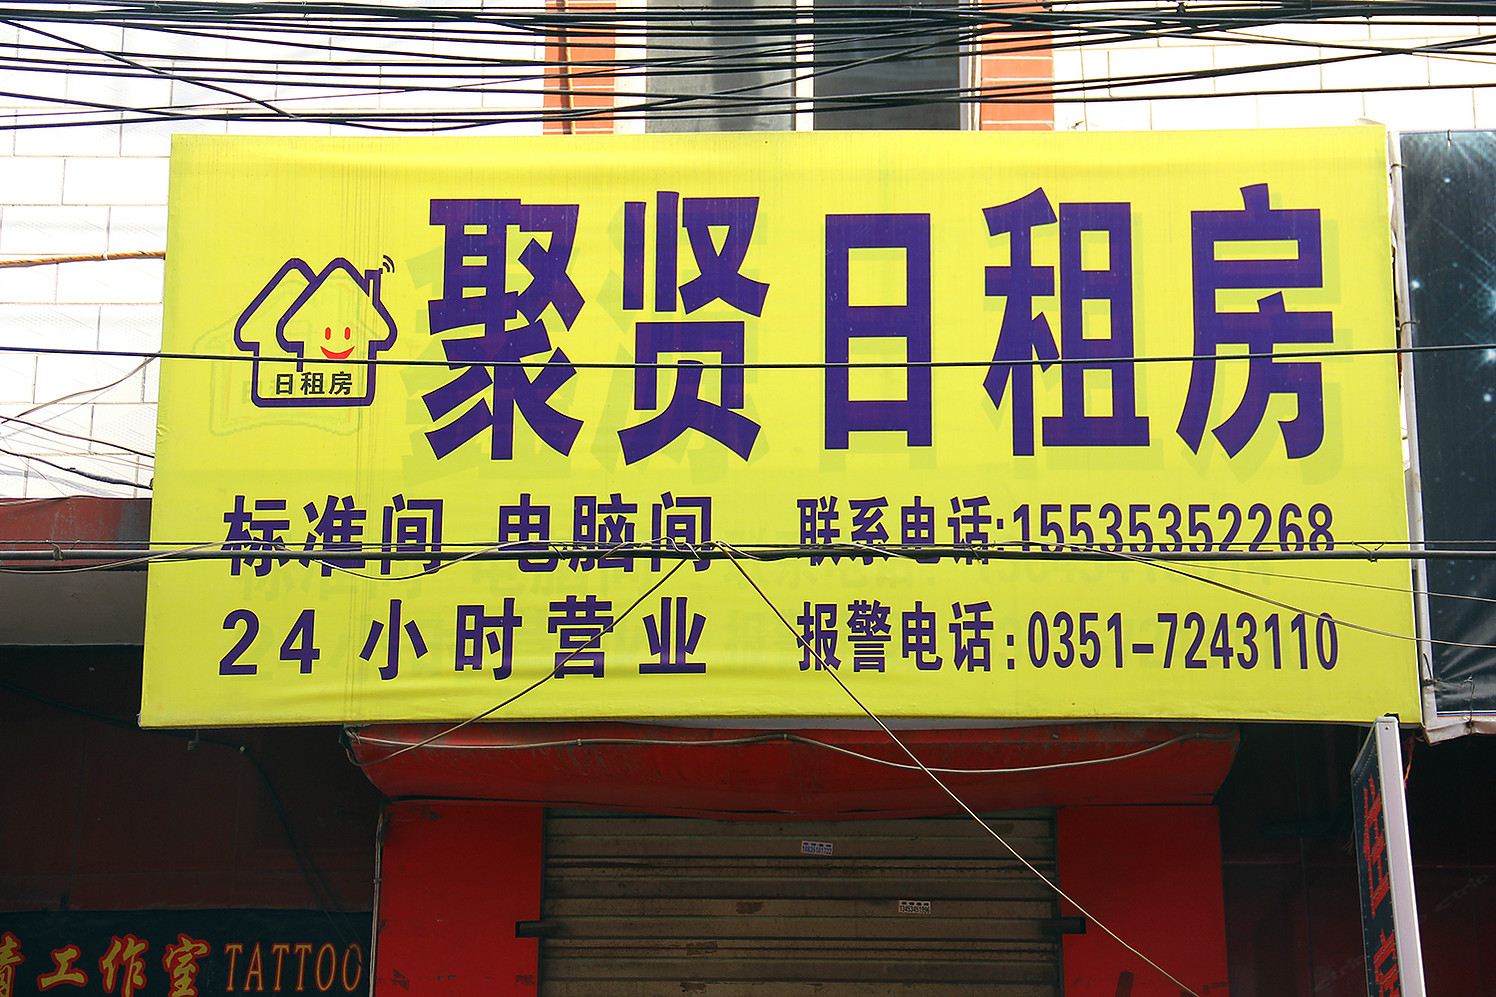 聚贤日租房
日租房
标准间 电脑间 联系电话:15535352268
24小时营业 报警电话:0351-7243110
工作室 TATTOO
住